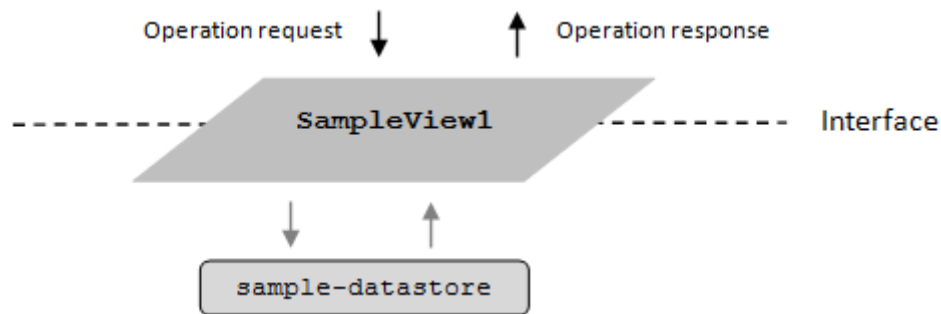 Operation request
Operation response
SampleView1
Interface
sample-datastore